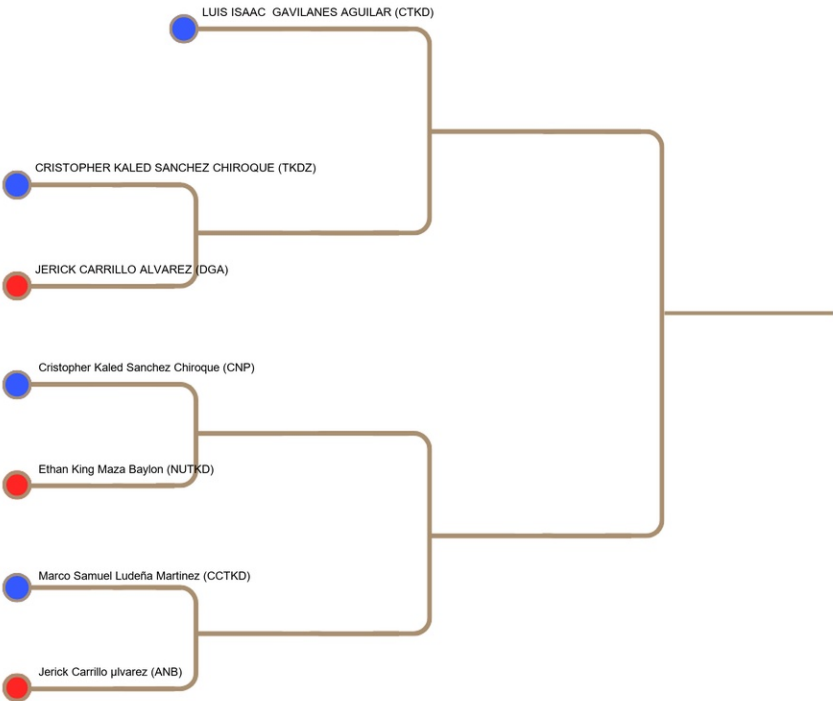 LUIS ISAAC  GAVILANES AGUILAR (CTKD)
CRISTOPHER KALED SANCHEZ CHIROQUE (TKDZ)
JERICK CARRILLO ALVAREZ (DGA)
Cristopher Kaled Sanchez Chiroque (CNP)
Ethan King Maza Baylon (NUTKD)
Marco Samuel Ludeña Martinez (CCTKD)
Jerick Carrillo µlvarez (ANB)